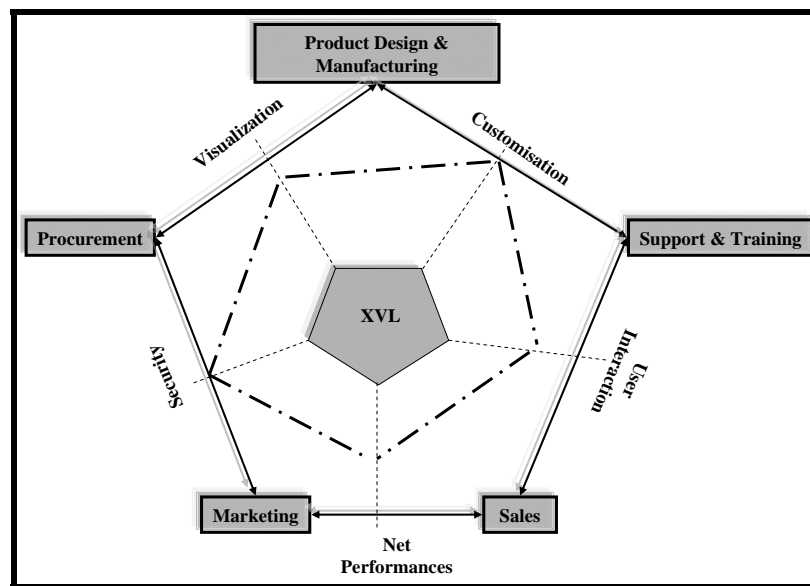 Product Design &
Manufacturing
Visualization
Customisation
Procurement
Support & Training
XVL
Security
User
Interaction
Marketing
Sales
Net
Performances